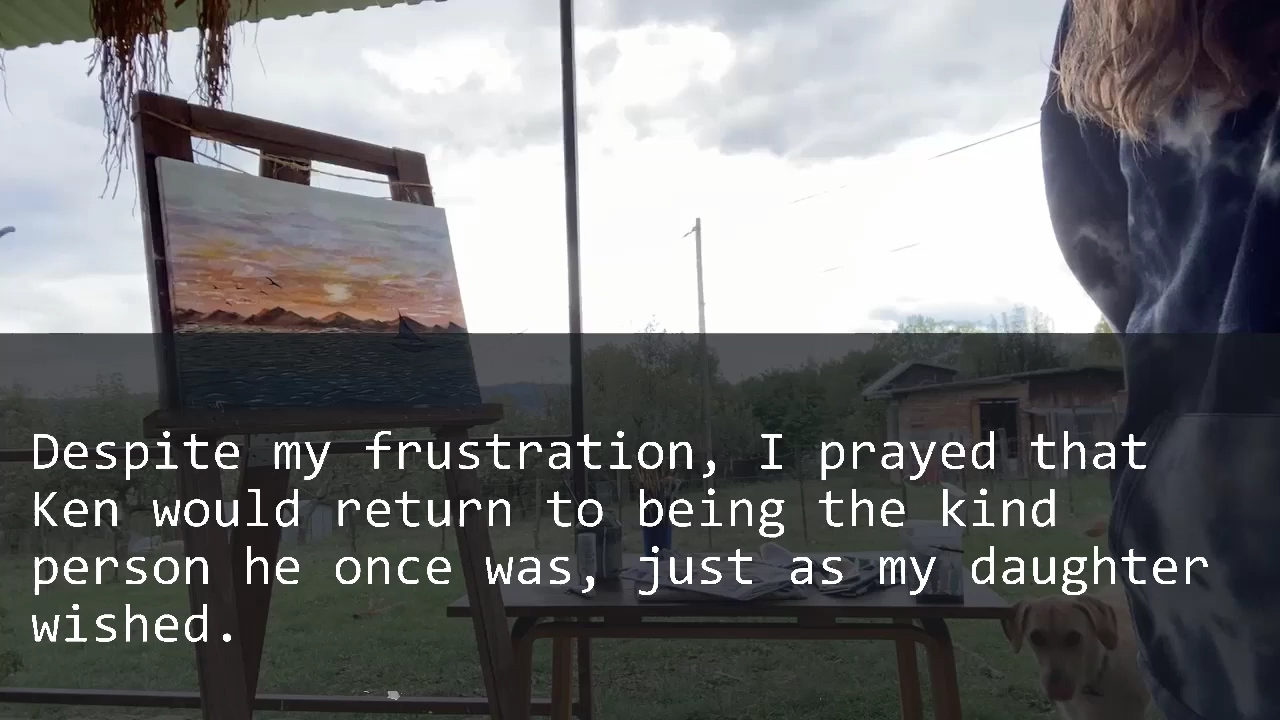 Despite my frustration, I prayed that
Ken would return to being the kind
person he once was, just as my daughter
wished.